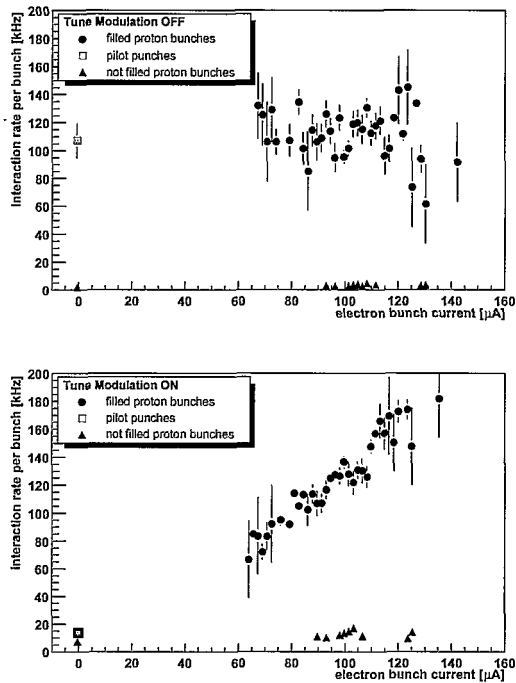 Tune Modulation OFF
filled proton bunches
pilot punches
not filled proton bunches
Interaction rate per bunch [kHz]
200
180
160
140
120
100
80
60
40
20
0
0 20 40 60 80 100 120 140 160
electron bunch current [µA]
Tune Modulation ON
filled proton bunches
pilot punches
not filled proton bunches
interaction rate per bunch [kHz]
200
180
160
140
120
100
80
60
40
20
0
0 20 40 60 80 100 120 140 160
electron bunch current [µA]